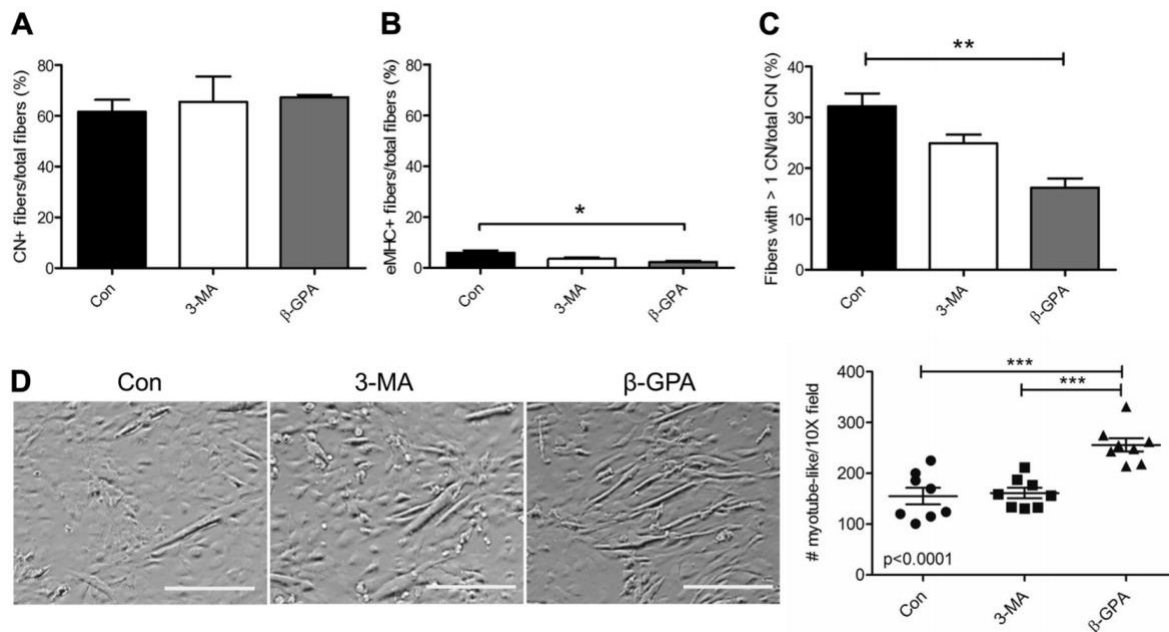 A
CN+ fibers/total fibers (%)
80
60
40
20
0
Con
3-MA
β-GPA
B
eMHC+ fibers/total fibers (%)
80
60
40
20
0
*
Con
3-MA
β-GPA
C
Fibers with > 1 CN/total CN (%)
40
30
20
10
0
**
Con
3-MA
β-GPA
D
Con
3-MA
β-GPA
# myotube-like/10X field
400
300
200
100
0
***
***
p<0.0001
Con
3-MA
β-GPA